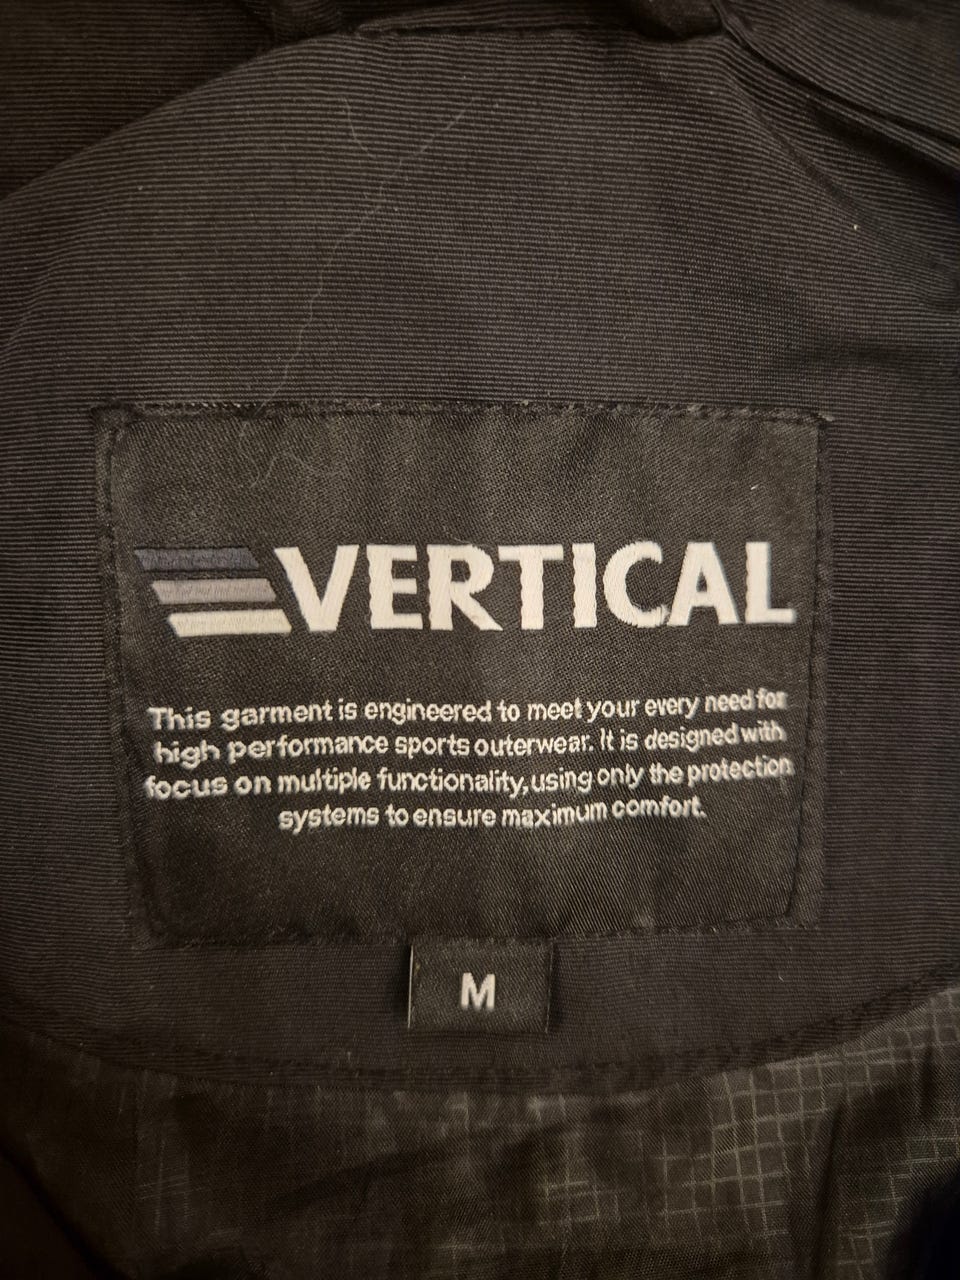 VERTICAL
This garment is engineered to meet your every need for
high performance sports outerwear. It is designed with
focus on multiple functionality, using only the protection
systems to ensure maximum comfort.
M